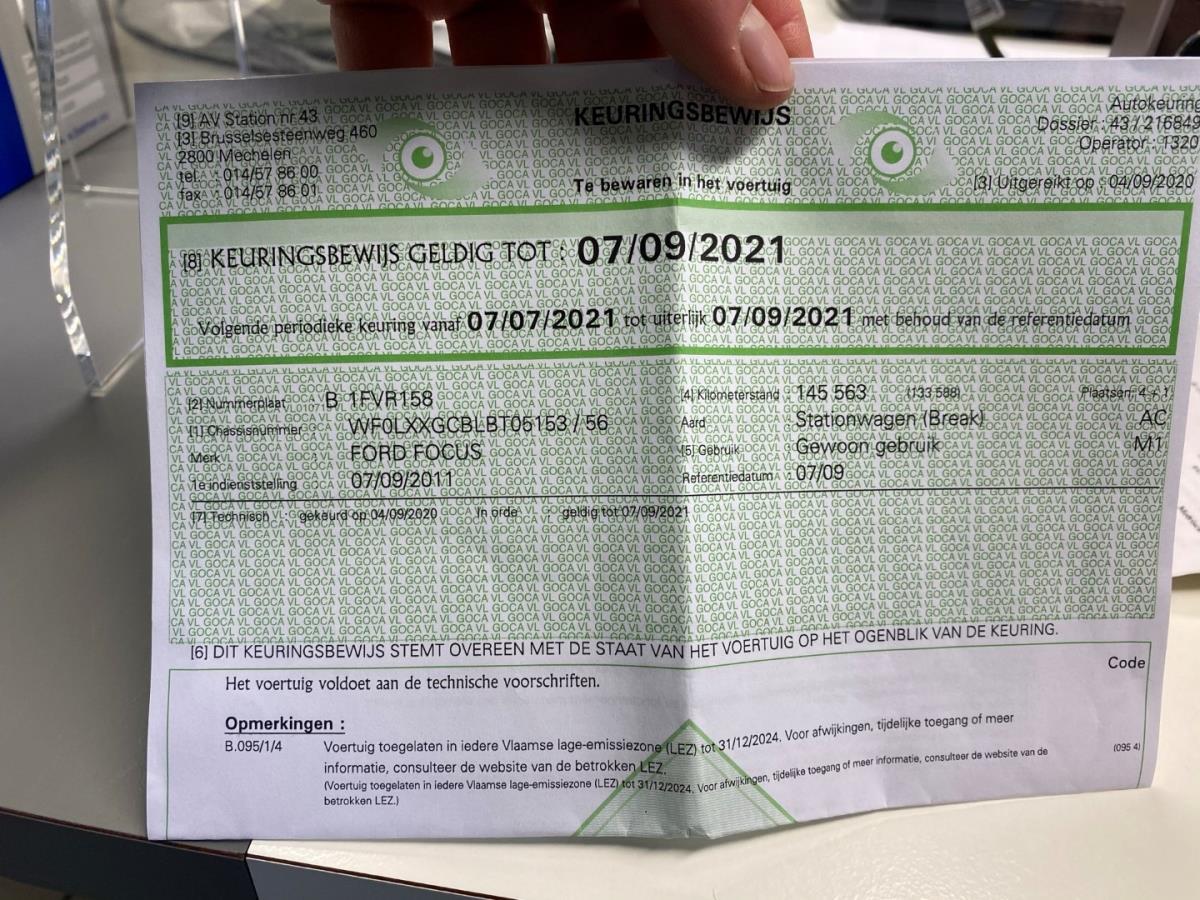 [9] AV Station nr 43
[3] Brusselsesteenweg 460
2800 Mechelen
tel. : 014/57 86 00
fax : 014/57 86 01
KEURINGSBEWIJS
Te bewaren in het voertuig
Autokeuring
Dossier : 43 / 216849
Operator : 1320
[3] Uitgereikt op : 04/09/2020
[8] KEURINGSBEWIJS GELDIG TOT : 07/09/2021
Volgende periodieke keuring vanaf 07/07/2021 tot uiterlijk 07/09/2021 met behoud van de referentiedatum
[2] Nummerplaat : B 1FVR158
[1] Chassisnummer : WF0LXXGCBLBT05153 / 56
Merk : FORD FOCUS
1e indienststelling : 07/09/2011
[4] Kilometerstand : 145 563 (133 588) Plaatsen: 4 + 1
Aard : Stationwagen (Break) AC
[5] Gebruik : Gewoon gebruik M1
Referentiedatum : 07/09
[7] Technisch : gekeurd op 04/09/2020 In orde geldig tot 07/09/2021
[6] DIT KEURINGSBEWIJS STEMT OVEREEN MET DE STAAT VAN HET VOERTUIG OP HET OGENBLIK VAN DE KEURING.
Code
Het voertuig voldoet aan de technische voorschriften.
Opmerkingen :
B.095/1/4 Voertuig toegelaten in iedere Vlaamse lage-emissiezone (LEZ) tot 31/12/2024. Voor afwijkingen, tijdelijke toegang of meer
informatie, consulteer de website van de betrokken LEZ.
(Voertuig toegelaten in iedere Vlaamse lage-emissiezone (LEZ) tot 31/12/2024. Voor afwijkingen, tijdelijke toegang of meer informatie, consulteer de website van de (095 4)
betrokken LEZ.)